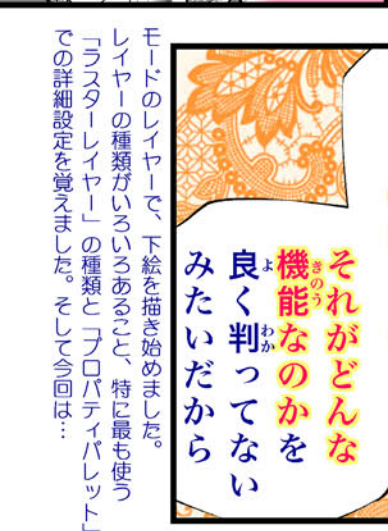 それがどんな
機能なのかを
良く判ってない
みたいだから
モードのレイヤーで、下絵を描き始めました。
レイヤーの種類がいろいろあること、特に最も使う
「ラスターレイヤー」の種類と「プロパティパレット」
での詳細設定を覚えました。そして今回は…